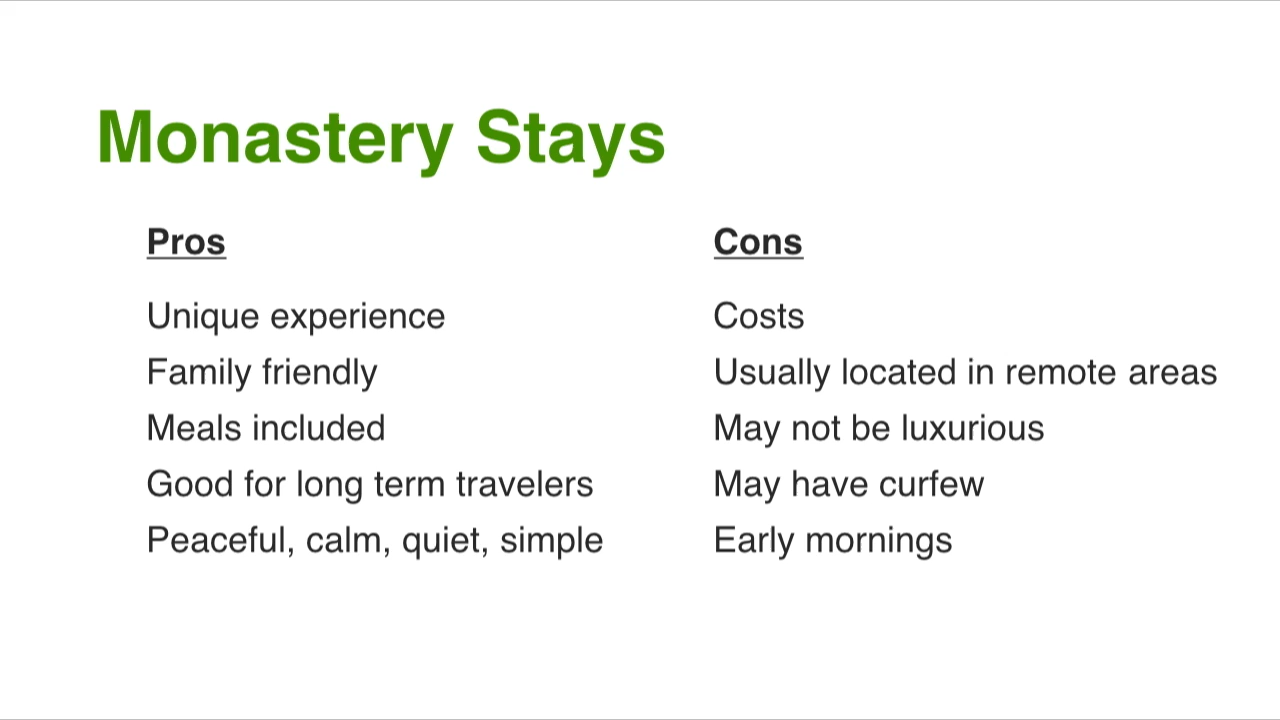 Monastery Stays
Pros
Unique experience
Family friendly
Meals included
Good for long term travelers
Peaceful, calm, quiet, simple
Cons
Costs
Usually located in remote areas
May not be luxurious
May have curfew
Early mornings